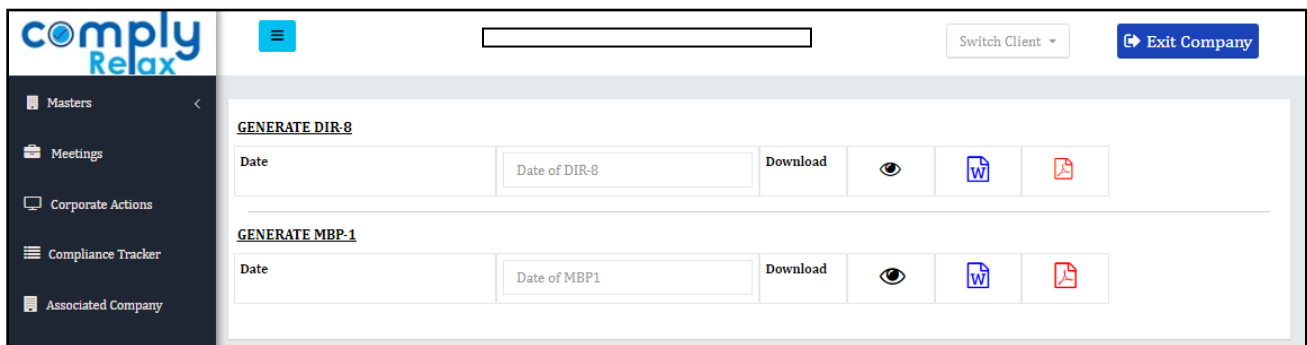 comply
Relax
Switch Client
Exit Company
Masters
Meetings
Corporate Actions
Compliance Tracker
Associated Company
GENERATE DIR-8
Date Date of DIR-8 Download
GENERATE MBP-1
Date Date of MBP1 Download